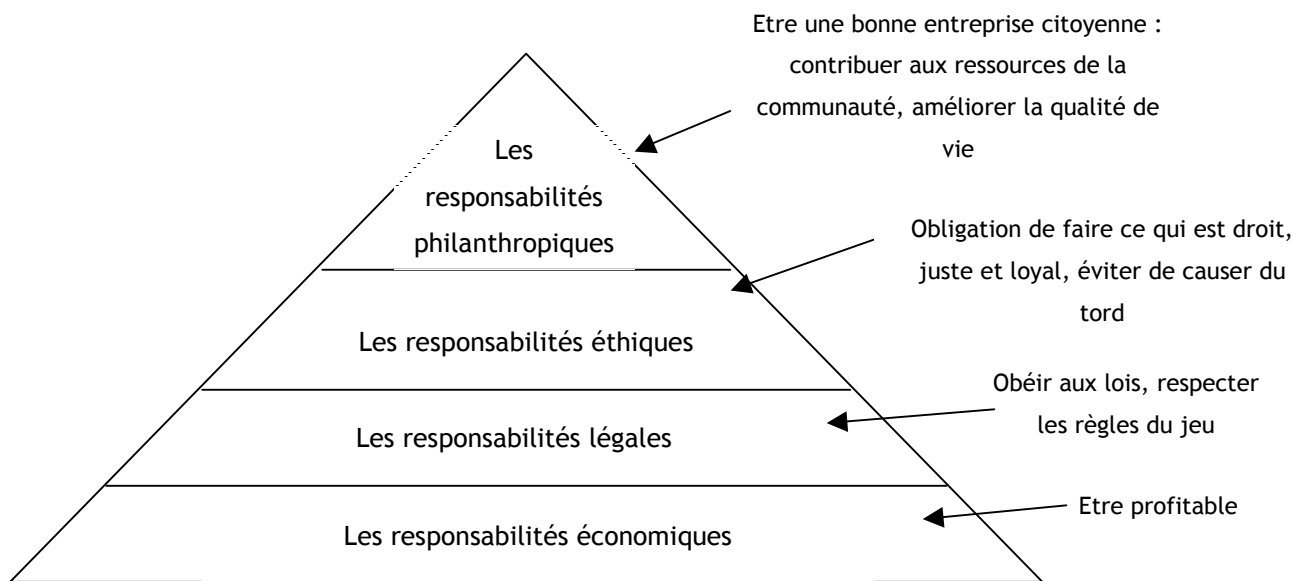 Etre une bonne entreprise citoyenne :
contribuer aux ressources de la
communauté, améliorer la qualité de
vie
Les
responsabilités
philanthropiques
Obligation de faire ce qui est droit,
juste et loyal, éviter de causer du
tord
Les responsabilités éthiques
Obéir aux lois, respecter
les règles du jeu
Les responsabilités légales
Etre profitable
Les responsabilités économiques